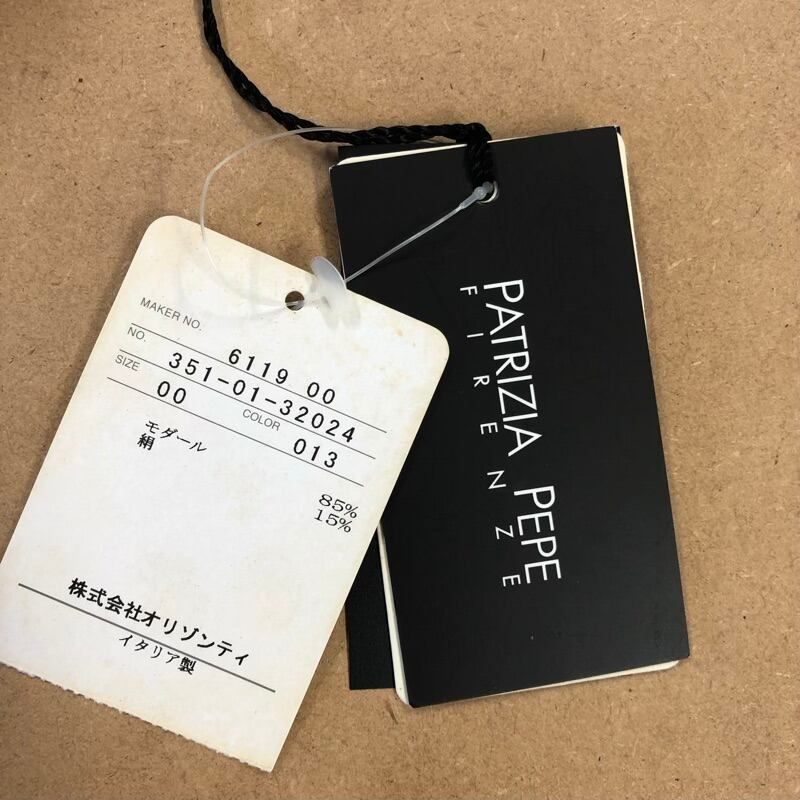 MAKER NO. 6119 00
NO. 351-01-32024
SIZE 00 COLOR 013
モダール 85%
絹 15%
株式会社オリゾンティ
イタリア製
PATRIZIA PEPE
FIRENZE